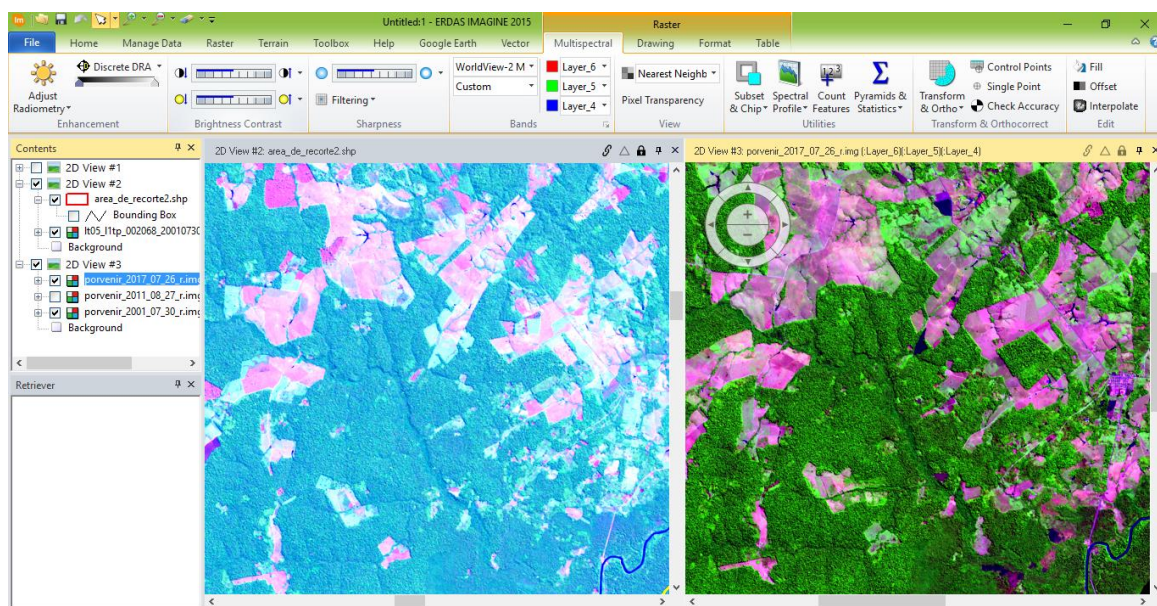 Untitled:1 - ERDAS IMAGINE 2015
Raster
File Home Manage Data Raster Terrain Toolbox Help Google Earth Vector Multispectral Drawing Format Table
Discrete DRA
Adjust
Radiometry
WorldView-2 M
Custom
Filtering
Layer_6
Layer_5
Layer_4
Nearest Neighb
Pixel Transparency
Subset
& Chip
Spectral
Profile
Count
Features
Pyramids &
Statistics
Transform
& Ortho
Control Points
Single Point
Check Accuracy
Fill
Offset
Interpolate
Enhancement Brightness Contrast Sharpness Bands View Utilities Transform & Orthocorrect Edit
Contents
2D View #1
2D View #2
area_de_recorte2.shp
Bounding Box
lt05_l1tp_002068_20010730
Background
2D View #3
porvenir_2017_07_26_r.img
porvenir_2011_08_27_r.img
porvenir_2001_07_30_r.img
Background
Retriever
2D View #2: area_de_recorte2.shp
2D View #3: porvenir_2017_07_26_r.img (:Layer_6)(:Layer_5)(:Layer_4)